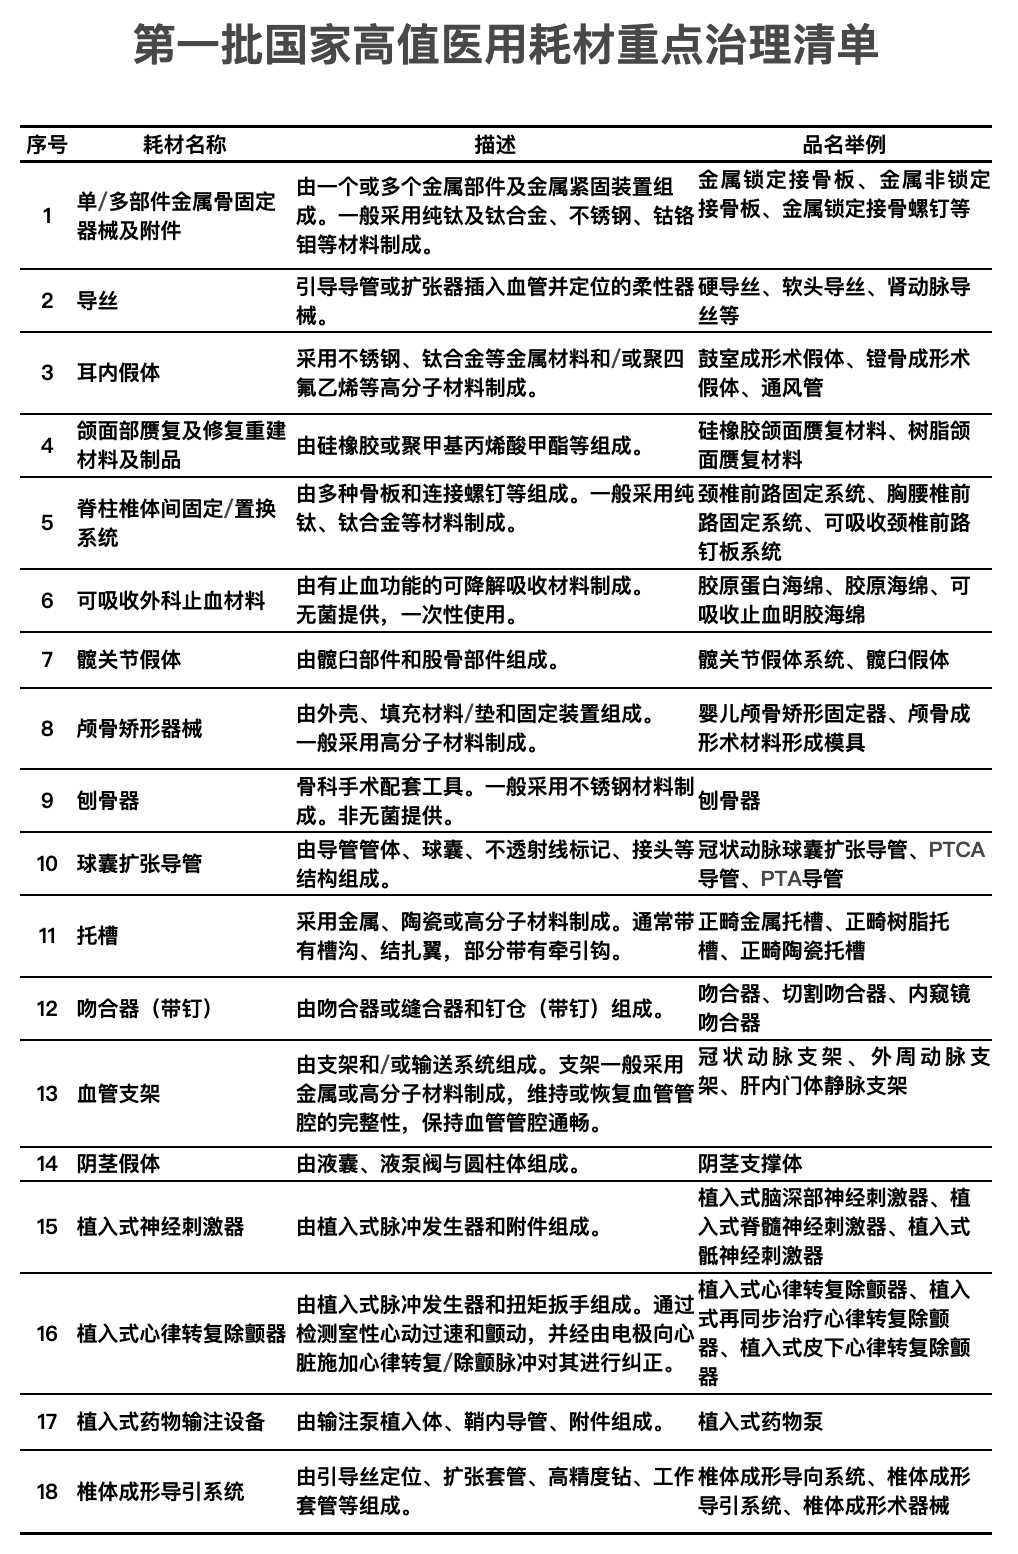 第一批国家高值医用耗材重点治理清单
序号 耗材名称 描述 品名举例
1 单/多部件金属骨固定
器械及附件
由一个或多个金属部件及金属紧固装置组
成。一般采用纯钛及钛合金、不锈钢、钴铬
钼等材料制成。
金属锁定接骨板、金属非锁定
接骨板、金属锁定接骨螺钉等
2 导丝
引导导管或扩张器插入血管并定位的柔性器
械。
硬导丝、软头导丝、肾动脉导
丝等
3 耳内假体
采用不锈钢、钛合金等金属材料和/或聚四
氟乙烯等高分子材料制成。
鼓室成形术假体、镫骨成形术
假体、通风管
4 颌面部赝复及修复重建
材料及制品
由硅橡胶或聚甲基丙烯酸甲酯等组成。
硅橡胶颌面赝复材料、树脂颌
面赝复材料
5 脊柱椎体间固定/置换
系统
由多种骨板和连接螺钉等组成。一般采用纯
钛、钛合金等材料制成。
颈椎前路固定系统、胸腰椎前
路固定系统、可吸收颈椎前路
钉板系统
6 可吸收外科止血材料
由有止血功能的可降解吸收材料制成。
无菌提供，一次性使用。
胶原蛋白海绵、胶原海绵、可
吸收止血明胶海绵
7 髋关节假体
由髋臼部件和股骨部件组成。
髋关节假体系统、髋臼假体
8 颅骨矫形器械
由外壳、填充材料/垫和固定装置组成。
一般采用高分子材料制成。
婴儿颅骨矫形固定器、颅骨成
形术材料形成模具
9 刨骨器
骨科手术配套工具。一般采用不锈钢材料制
成。非无菌提供。
刨骨器
10 球囊扩张导管
由导管管体、球囊、不透射线标记、接头等
结构组成。
冠状动脉球囊扩张导管、PTCA
导管、PTA导管
11 托槽
采用金属、陶瓷或高分子材料制成。通常带
有槽沟、结扎翼，部分带有牵引钩。
正畸金属托槽、正畸树脂托
槽、正畸陶瓷托槽
12 吻合器（带钉）
由吻合器或缝合器和钉仓（带钉）组成。
吻合器、切割吻合器、内窥镜
吻合器
13 血管支架
由支架和/或输送系统组成。支架一般采用
金属或高分子材料制成，维持或恢复血管管
腔的完整性，保持血管管腔通畅。
冠状动脉支架、外周动脉支
架、肝内门体静脉支架
14 阴茎假体
由液囊、液泵阀与圆柱体组成。
阴茎支撑体
15 植入式神经刺激器
由植入式脉冲发生器和附件组成。
植入式脑深部神经刺激器、植
入式脊髓神经刺激器、植入式
骶神经刺激器
16 植入式心律转复除颤器
由植入式脉冲发生器和扭矩扳手组成。通过
检测室性心动过速和颤动，并经由电极向心
脏施加心律转复/除颤脉冲对其进行纠正。
植入式心律转复除颤器、植入
式再同步治疗心律转复除颤
器、植入式皮下心律转复除颤
器
17 植入式药物输注设备
由输注泵植入体、鞘内导管、附件组成。
植入式药物泵
18 椎体成形导引系统
由引导丝定位、扩张套管、高精度钻、工作
套管等组成。
椎体成形导向系统、椎体成形
导引系统、椎体成形术器械